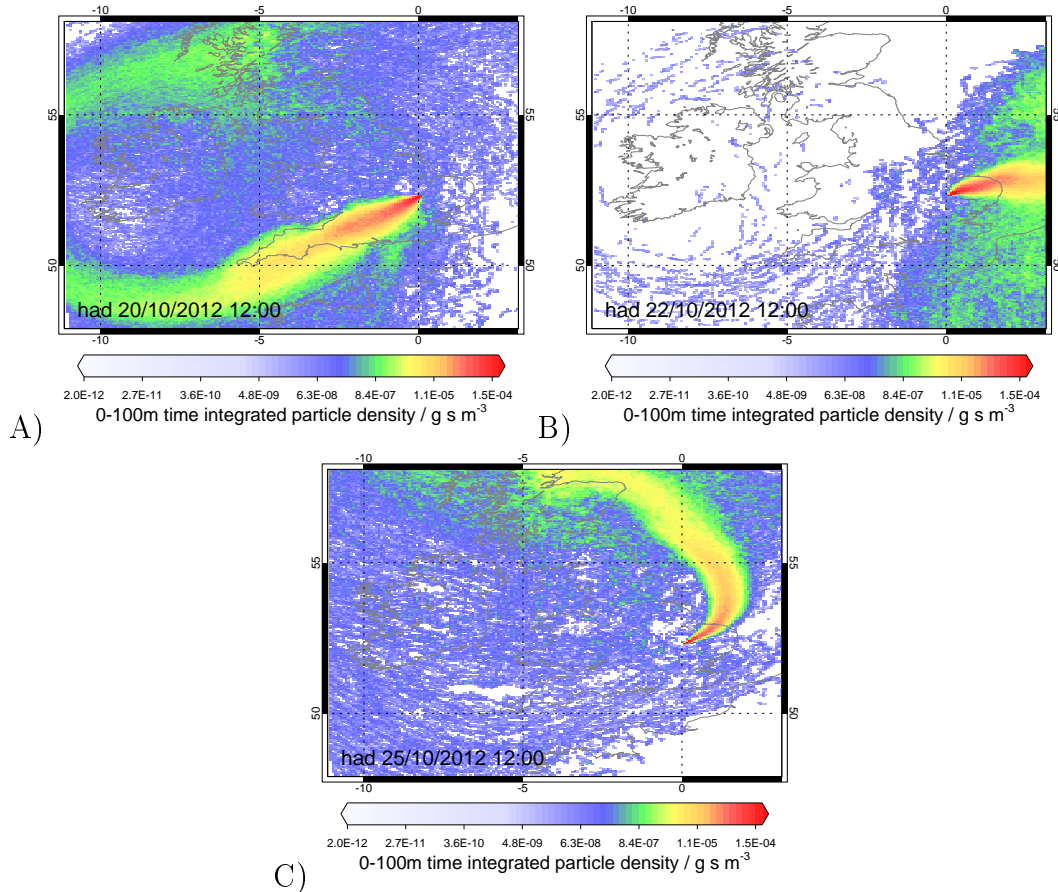 -10 -5 0
55 55
50 50
had 20/10/2012 12:00
2.0E-12 2.7E-11 3.6E-10 4.8E-09 6.3E-08 8.4E-07 1.1E-05 1.5E-04
0-100m time integrated particle density / g s m-3
A)
-10 -5 0
55 55
50 50
had 22/10/2012 12:00
2.0E-12 2.7E-11 3.6E-10 4.8E-09 6.3E-08 8.4E-07 1.1E-05 1.5E-04
0-100m time integrated particle density / g s m-3
B)
-10 -5 0
55 55
50 50
had 25/10/2012 12:00
-10 -5 0
2.0E-12 2.7E-11 3.6E-10 4.8E-09 6.3E-08 8.4E-07 1.1E-05 1.5E-04
0-100m time integrated particle density / g s m-3
C)